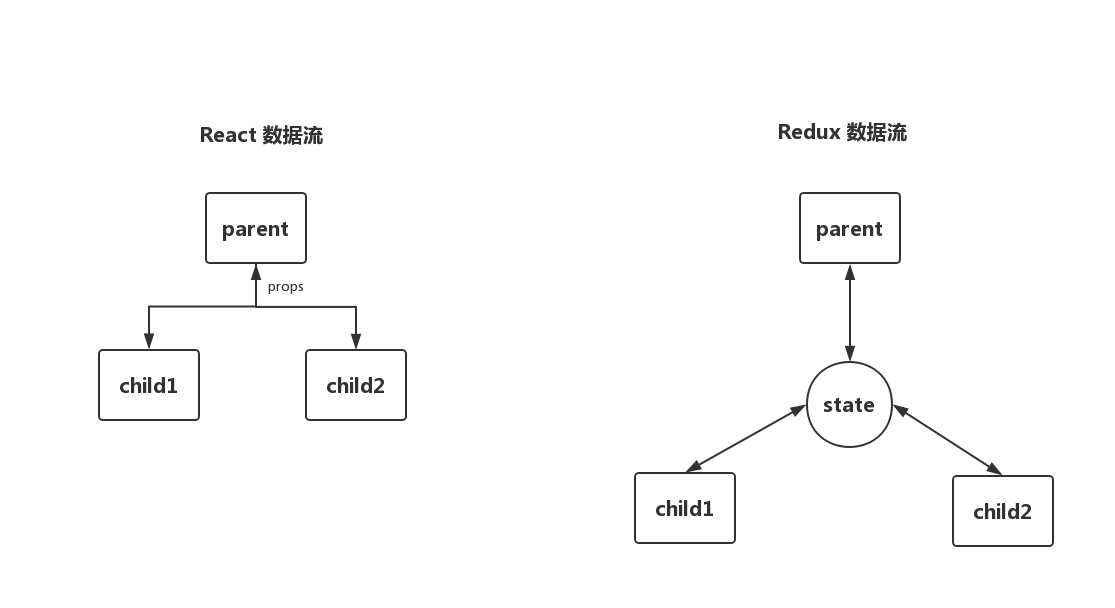 React 数据流
parent
props
child1
child2
Redux 数据流
parent
state
child1
child2